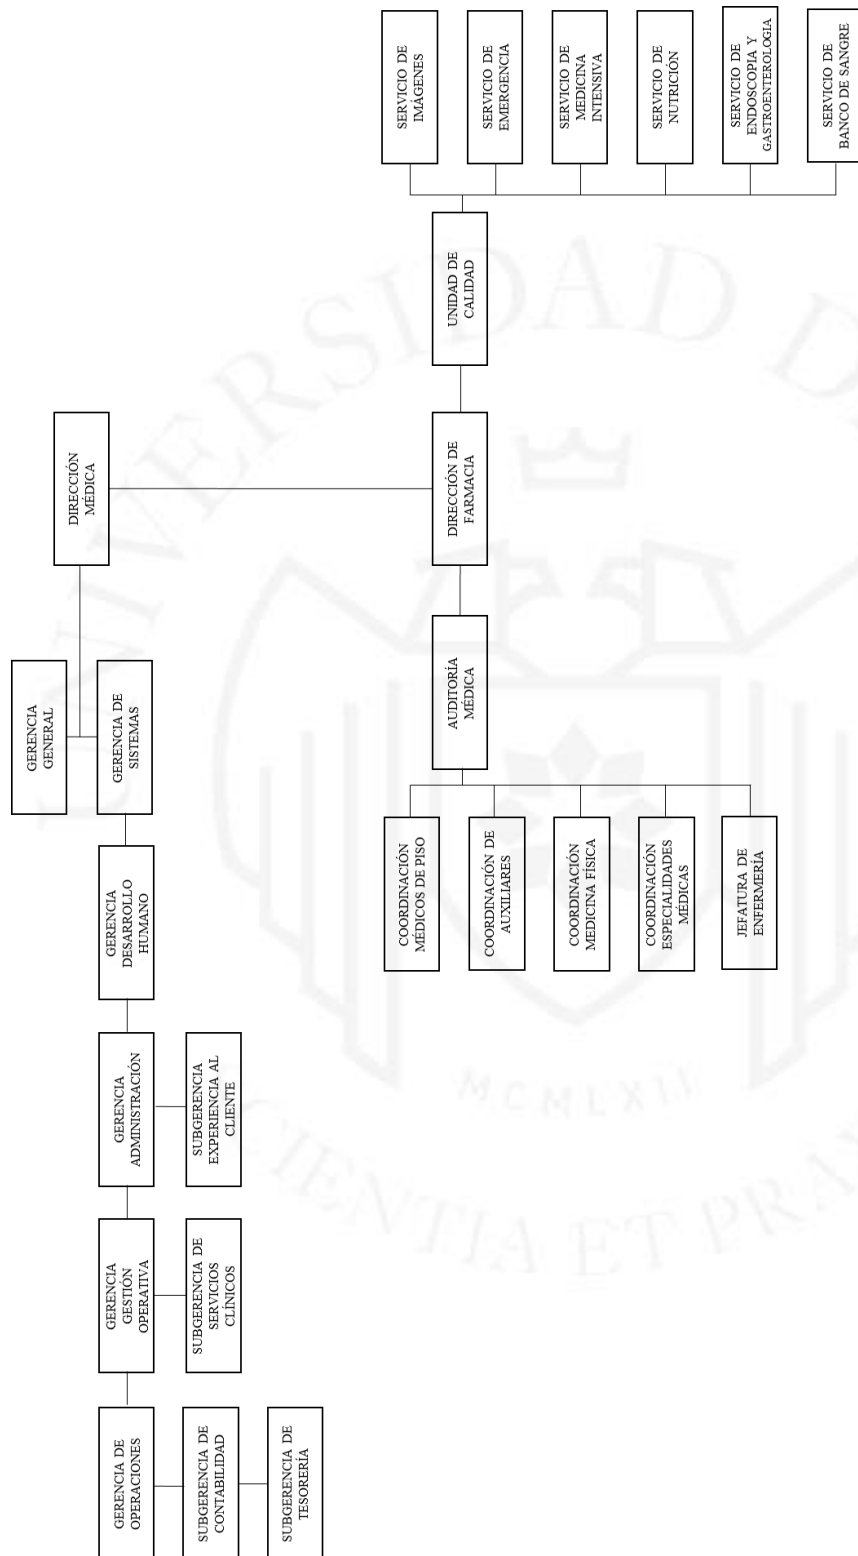 GERENCIA
GENERAL
DIRECCIÓN
MÉDICA
GERENCIA DE
OPERACIONES
GERENCIA
GESTIÓN
OPERATIVA
GERENCIA
ADMINISTRACIÓN
GERENCIA
DESARROLLO
HUMANO
GERENCIA DE
SISTEMAS
SUBGERENCIA DE
CONTABILIDAD
SUBGERENCIA DE
SERVICIOS
CLÍNICOS
SUBGERENCIA
EXPERIENCIA AL
CLIENTE
SUBGERENCIA DE
TESORERÍA
AUDITORÍA
MÉDICA
DIRECCIÓN DE
FARMACIA
UNIDAD DE
CALIDAD
COORDINACIÓN
MÉDICOS DE PISO
SERVICIO DE
IMÁGENES
COORDINACIÓN DE
AUXILIARES
SERVICIO DE
EMERGENCIA
COORDINACIÓN
MEDICINA FÍSICA
SERVICIO DE
MEDICINA
INTENSIVA
COORDINACIÓN
ESPECIALIDADES
MÉDICAS
SERVICIO DE
NUTRICIÓN
JEFATURA DE
ENFERMERÍA
SERVICIO DE
ENDOSCOPIA Y
GASTROENTEROLOGIA
SERVICIO DE
BANCO DE SANGRE
UNIVERSIDAD D
MCMLXII
CIENTIA ET PRA